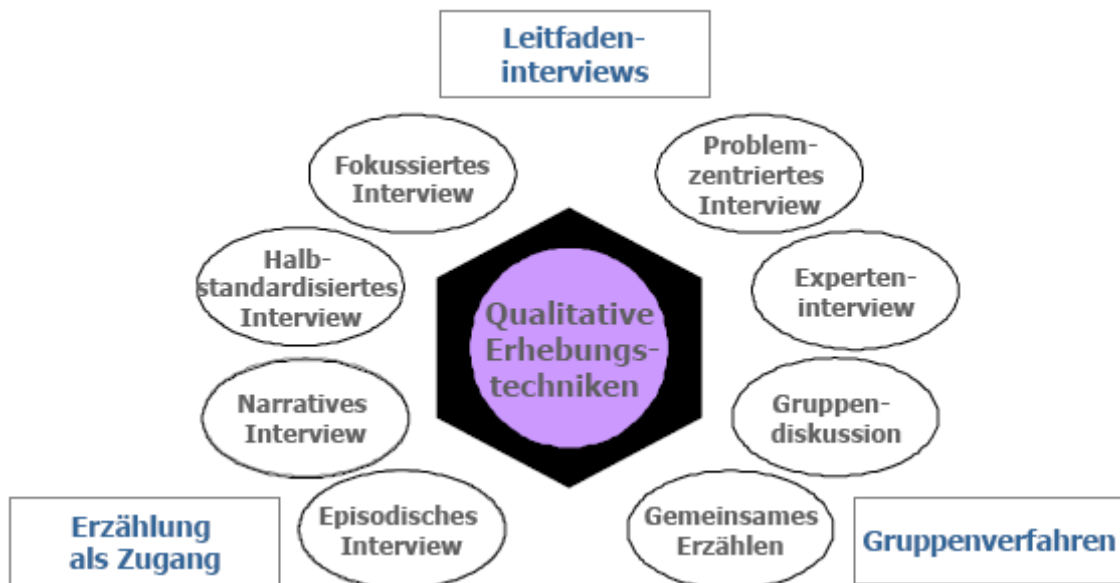 Leitfaden-
interviews
Fokussiertes
Interview
Problem-
zentriertes
Interview
Halb-
standardisiertes
Interview
Experten-
interview
Qualitative
Erhebungs-
techniken
Narratives
Interview
Gruppen-
diskussion
Erzählung
als Zugang
Episodisches
Interview
Gemeinsames
Erzählen
Gruppenverfahren